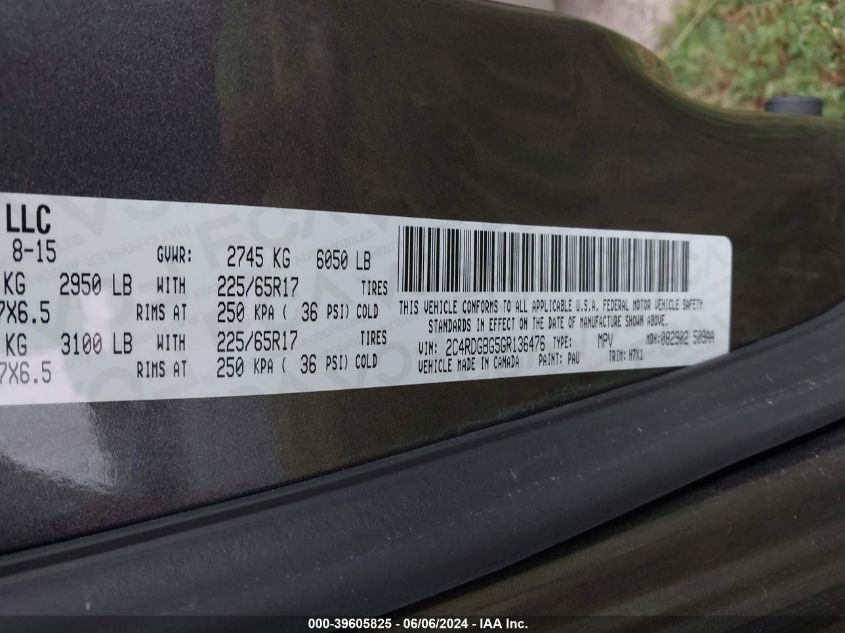 LLC
8-15 GVWR: 2745 KG 6050 LB
KG 2950 LB WITH 225/65R17 TIRES
7X6.5 RIMS AT 250 KPA ( 36 PSI) COLD
KG 3100 LB WITH 225/65R17 TIRES
7X6.5 RIMS AT 250 KPA ( 36 PSI) COLD
THIS VEHICLE CONFORMS TO ALL APPLICABLE U.S.A. FEDERAL MOTOR VEHICLE SAFETY
STANDARDS IN EFFECT ON THE DATE OF MANUFACTURE SHOWN ABOVE.
VIN: 2C4RDGBG5GR136476 TYPE: MPV MDH: 082902 509AA
VEHICLE MADE IN CANADA PAINT: PAU TRIM: H7X1
000-39605825 - 06/06/2024 - IAA Inc.